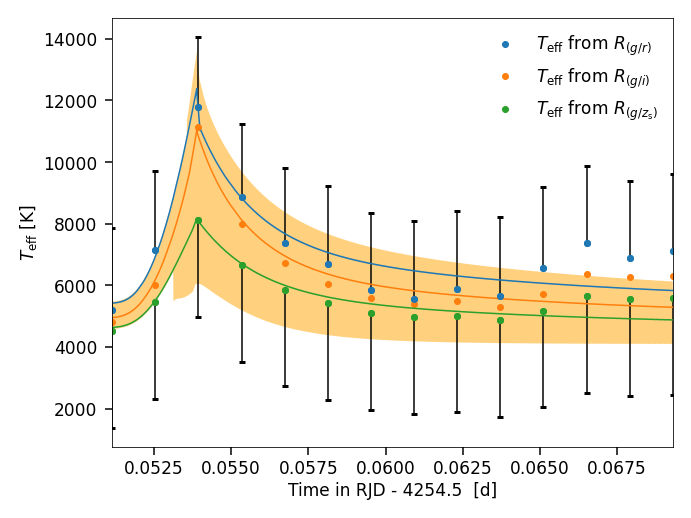 14000
12000
10000
8000
6000
4000
2000
T_eff [K]
T_eff from R_(g/r)
T_eff from R_(g/i)
T_eff from R_(g/z_s)
0.0525 0.0550 0.0575 0.0600 0.0625 0.0650 0.0675
Time in RJD - 4254.5 [d]